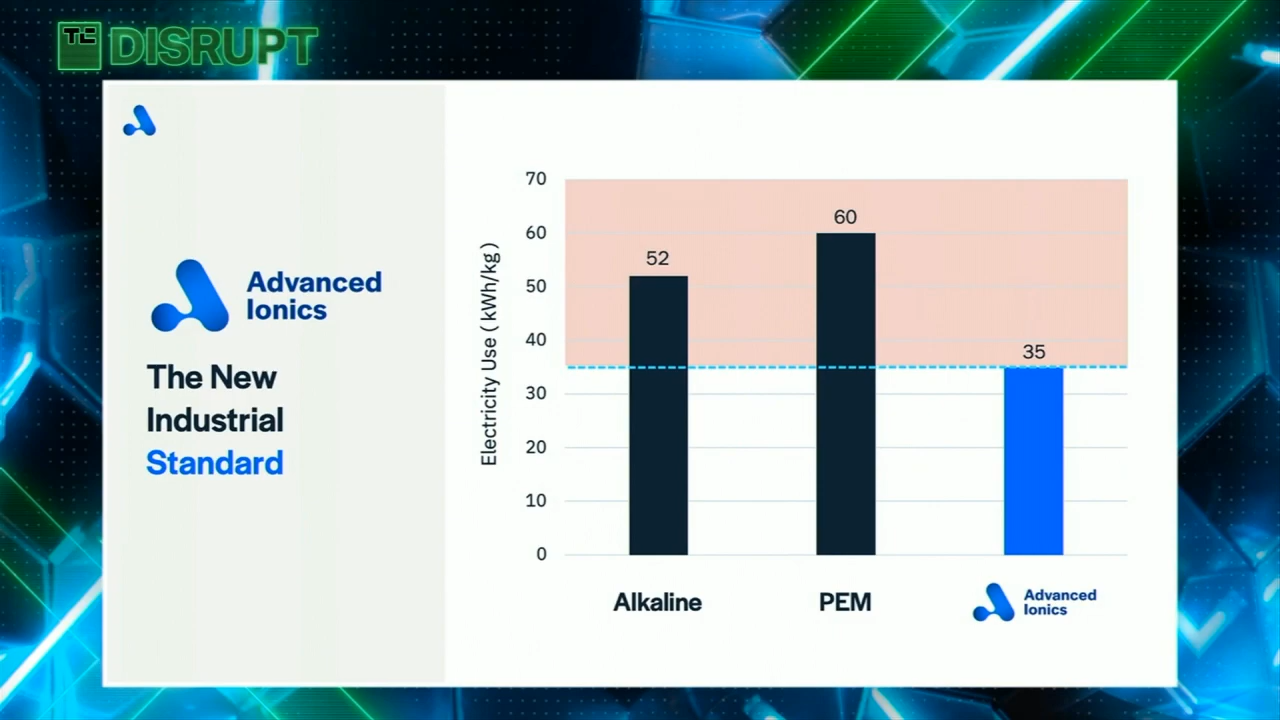 TC DISRUPT
Advanced
Ionics
The New
Industrial
Standard
Electricity Use ( kWh/kg )
70
60
50
40
30
20
10
0
52
60
35
Alkaline
PEM
Advanced
Ionics